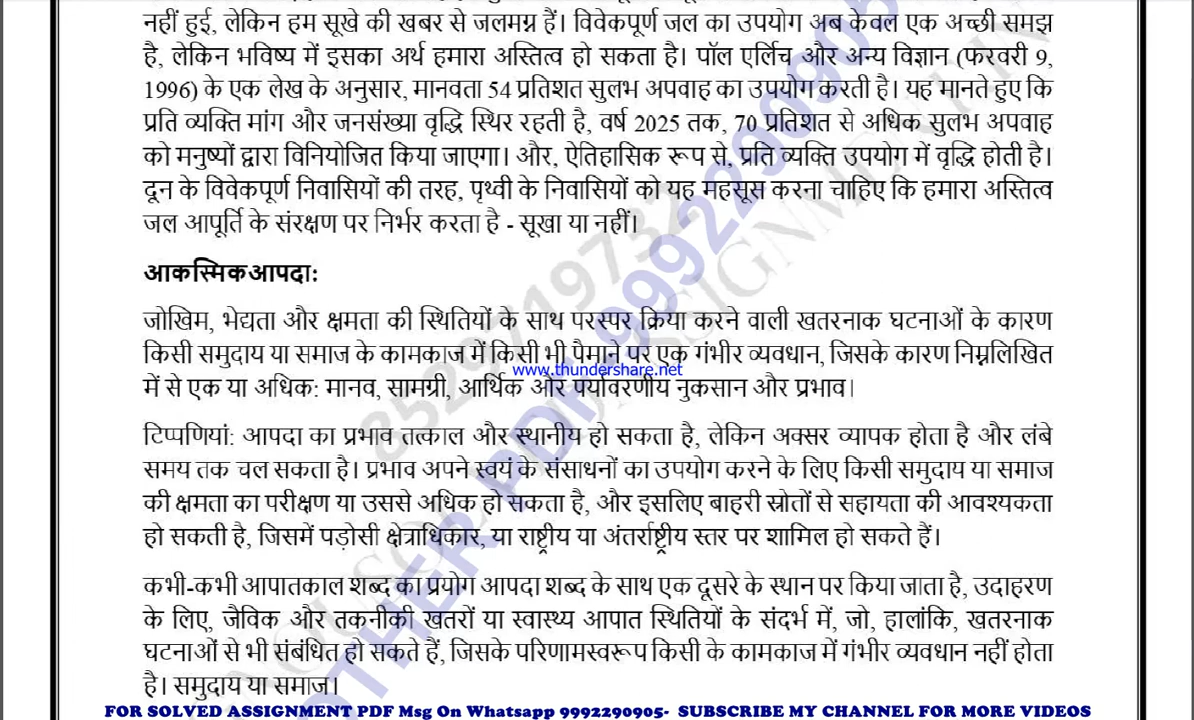 नहीं हुई, लेकिन हम सूखे की खबर से जलमग्न हैं। विवेकपूर्ण जल का उपयोग अब केवल एक अच्छी समझ
है, लेकिन भविष्य में इसका अर्थ हमारा अस्तित्व हो सकता है। पॉल एर्लिच और अन्य विज्ञान (फरवरी 9,
1996) के एक लेख के अनुसार, मानवता 54 प्रतिशत सुलभ अपवाह का उपयोग करती है। यह मानते हुए कि
प्रति व्यक्ति मांग और जनसंख्या वृद्धि स्थिर रहती है, वर्ष 2025 तक, 70 प्रतिशत से अधिक सुलभ अपवाह
को मनुष्यों द्वारा विनियोजित किया जाएगा। और, ऐतिहासिक रूप से, प्रति व्यक्ति उपयोग में वृद्धि होती है।
दून के विवेकपूर्ण निवासियों की तरह, पृथ्वी के निवासियों को यह महसूस करना चाहिए कि हमारा अस्तित्व
जल आपूर्ति के संरक्षण पर निर्भर करता है - सूखा या नहीं।
आकस्मिकआपदा:
जोखिम, भेद्यता और क्षमता की स्थितियों के साथ परस्पर क्रिया करने वाली खतरनाक घटनाओं के कारण
किसी समुदाय या समाज के कामकाज में किसी भी पैमाने पर एक गंभीर व्यवधान, जिसके कारण निम्नलिखित
www.thundershare.net
में से एक या अधिक: मानव, सामग्री, आर्थिक और पर्यावरणीय नुकसान और प्रभाव।
टिप्पणियां: आपदा का प्रभाव तत्काल और स्थानीय हो सकता है, लेकिन अक्सर व्यापक होता है और लंबे
समय तक चल सकता है। प्रभाव अपने स्वयं के संसाधनों का उपयोग करने के लिए किसी समुदाय या समाज
की क्षमता का परीक्षण या उससे अधिक हो सकता है, और इसलिए बाहरी स्रोतों से सहायता की आवश्यकता
हो सकती है, जिसमें पड़ोसी क्षेत्राधिकार, या राष्ट्रीय या अंतर्राष्ट्रीय स्तर पर शामिल हो सकते हैं।
कभी-कभी आपातकाल शब्द का प्रयोग आपदा शब्द के साथ एक दूसरे के स्थान पर किया जाता है, उदाहरण
के लिए, जैविक और तकनीकी खतरों या स्वास्थ्य आपात स्थितियों के संदर्भ में, जो, हालांकि, खतरनाक
घटनाओं से भी संबंधित हो सकते हैं, जिसके परिणामस्वरूप किसी के कामकाज में गंभीर व्यवधान नहीं होता
है। समुदाय या समाज।
8529719732
FOR SOLVED ASSIGNMENT PDF Msg On Whatsapp 9992290905- SUBSCRIBE MY CHANNEL FOR MORE VIDEOS